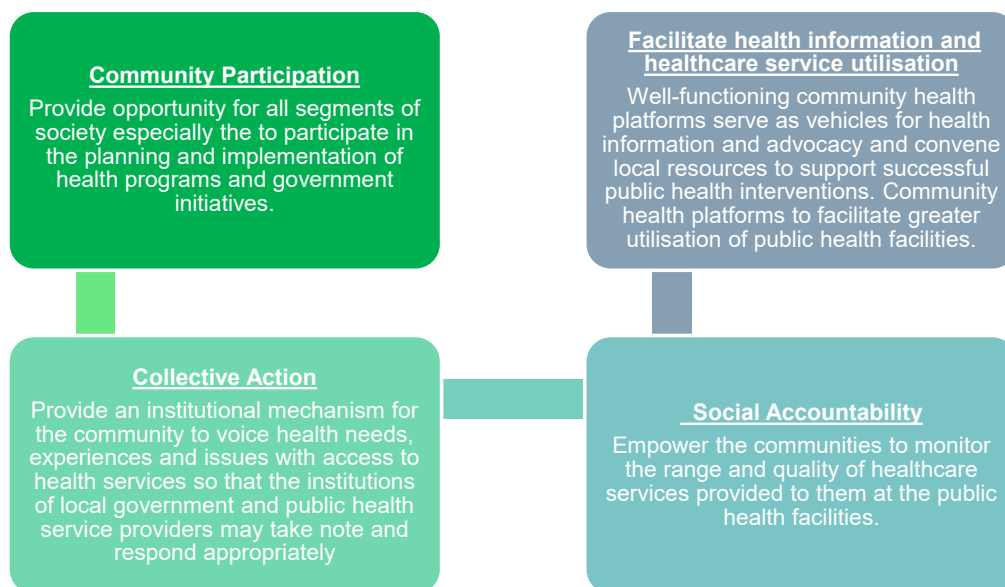 Community Participation
Provide opportunity for all segments of
society especially the to participate in
the planning and implementation of
health programs and government
initiatives.
Facilitate health information and
healthcare service utilisation
Well-functioning community health
platforms serve as vehicles for health
information and advocacy and convene
local resources to support successful
public health interventions. Community
health platforms to facilitate greater
utilisation of public health facilities.
Collective Action
Provide an institutional mechanism for
the community to voice health needs,
experiences and issues with access to
health services so that the institutions
of local government and public health
service providers may take note and
respond appropriately
Social Accountability
Empower the communities to monitor
the range and quality of healthcare
services provided to them at the public
health facilities.